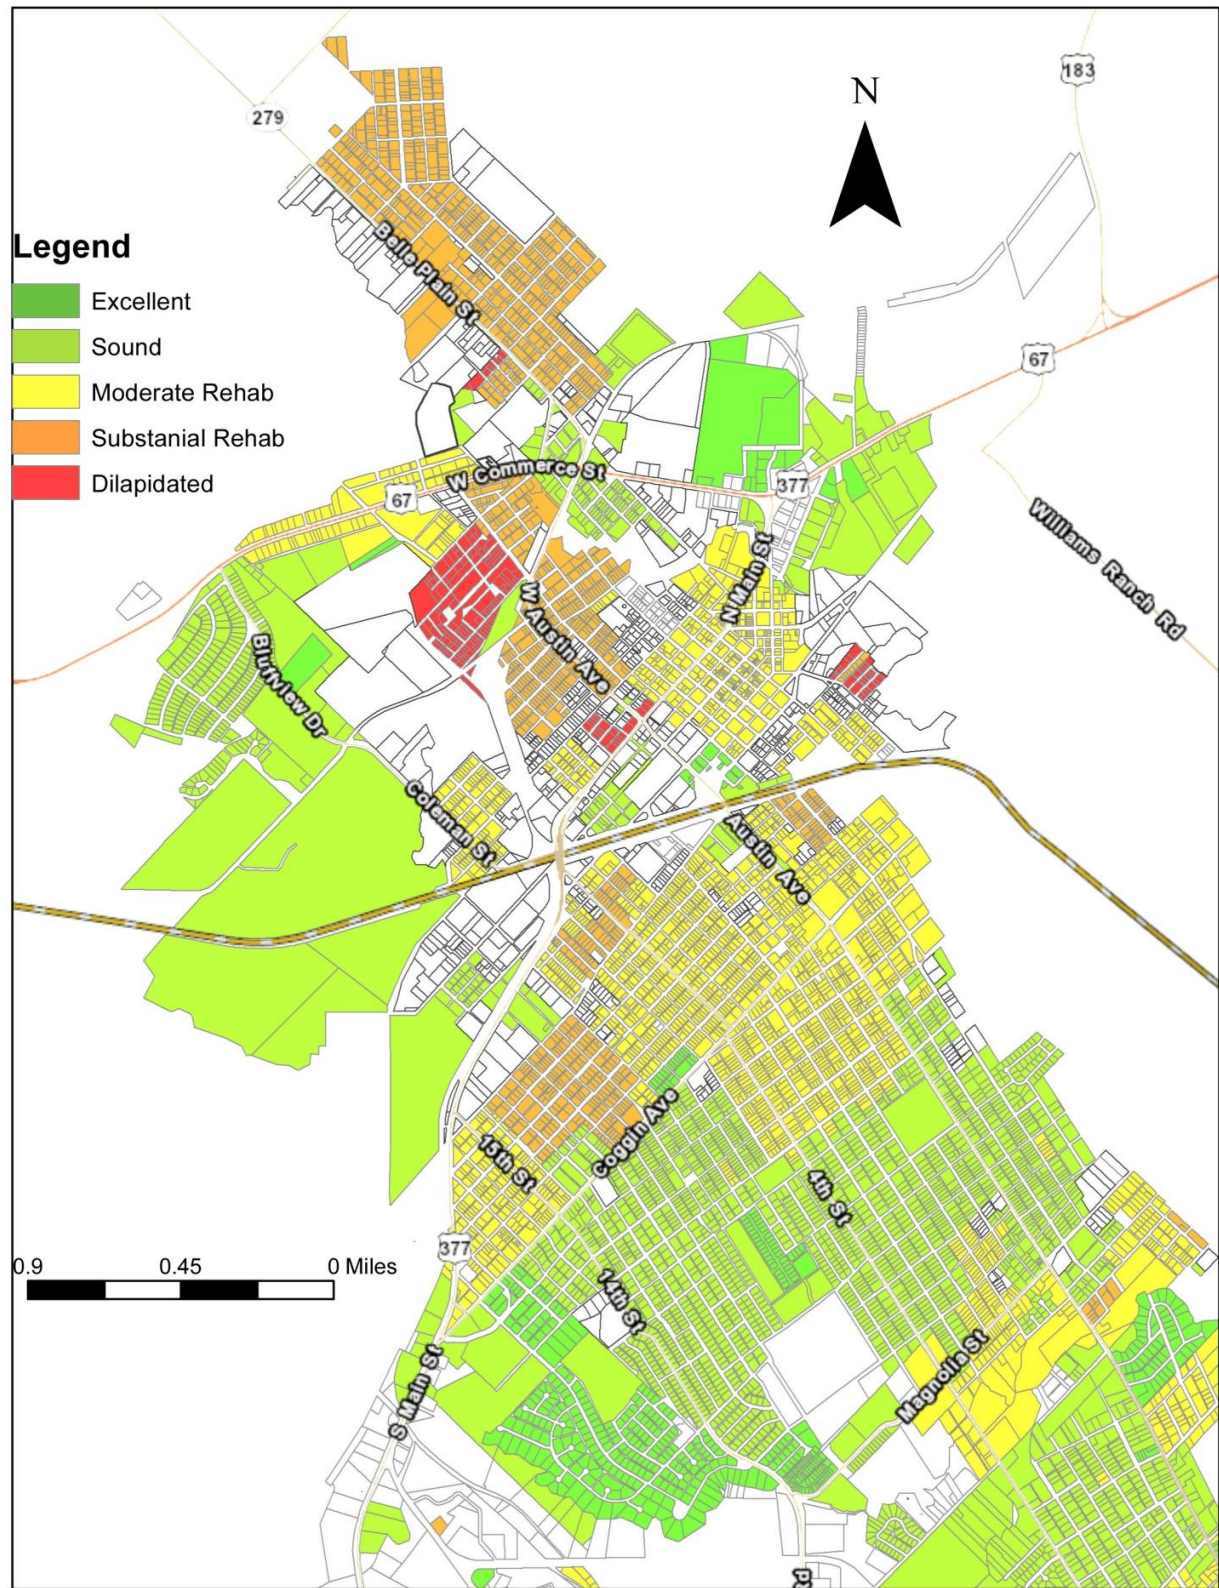 N
183
279
Legend
Excellent
Sound
Moderate Rehab
Substanial Rehab
Dilapidated
Belle Plain St
67
W Commerce St
377
67
Williams Ranch Rd
N Main St
W Austin Ave
Bluffview Dr
Coleman St
Austin Ave
Coggin Ave
15th St
4th St
377
0.9 0.45 0 Miles
14th St
Magnolia St
S Main St